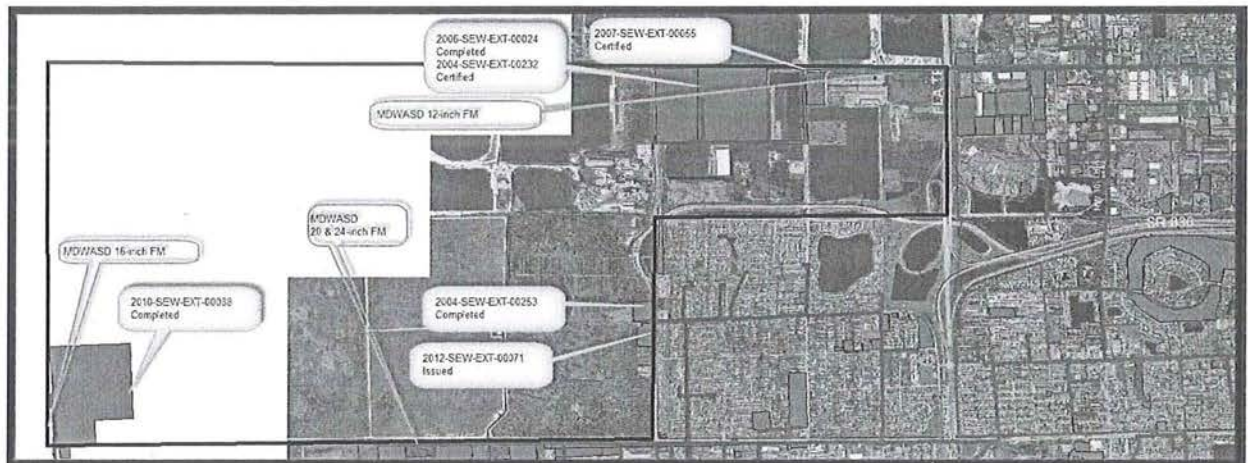 2006-SEW-EXT-00024
Completed
2004-SEW-EXT-00232
Certified
2007-SEW-EXT-00055
Certified
MDWASD 12-inch FM
MDWASD
20 & 24-inch FM
MDWASD 16-inch FM
2010-SEW-EXT-00038
Completed
2004-SEW-EXT-00253
Completed
2012-SEW-EXT-00071
Issued
SR 836